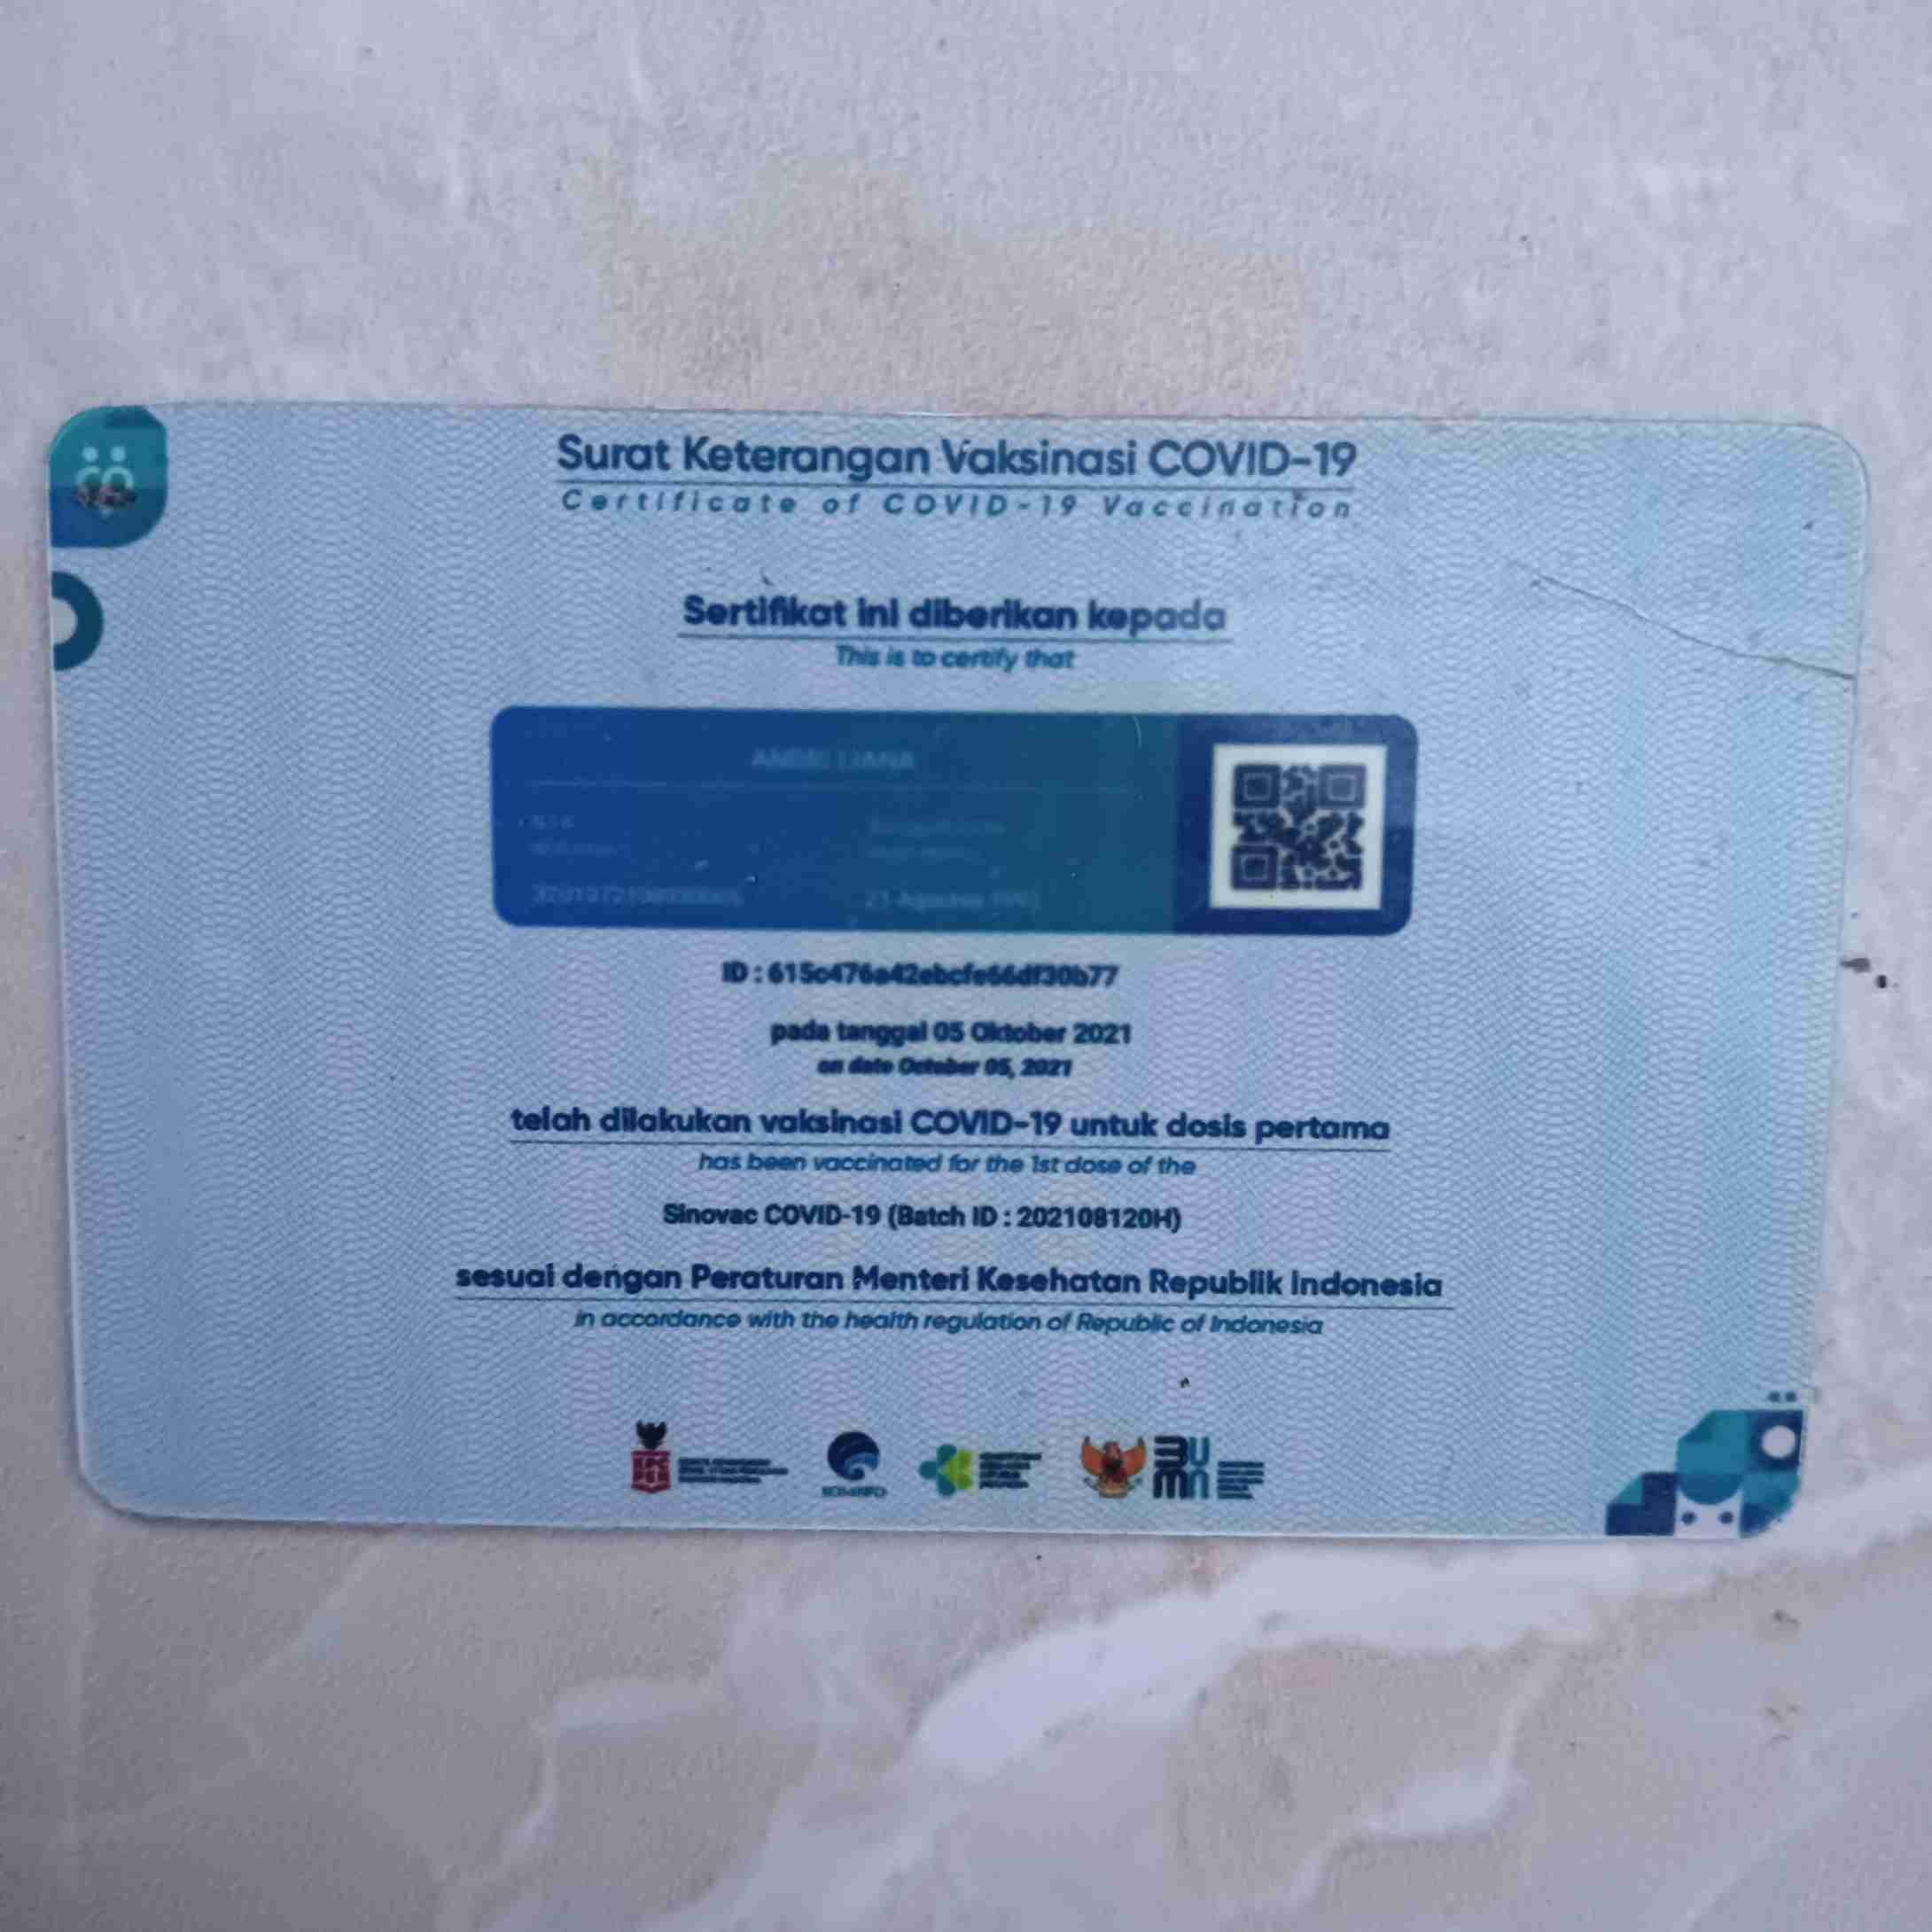 Surat Keterangan Vaksinasi COVID-19
Certificate of COVID-19 Vaccination
Sertifikat ini diberikan kepada
This is to certify that
LIANA
ID : 615c476a42ebcfe66df30b77
pada tanggal 05 Oktober 2021
on date October 05, 2021
telah dilakukan vaksinasi COVID-19 untuk dosis pertama
has been vaccinated for the 1st dose of the
Sinovac COVID-19 (Batch ID : 202108120H)
sesuai dengan Peraturan Menteri Kesehatan Republik Indonesia
in accordance with the health regulation of Republic of Indonesia
KOMINFO
BUMN